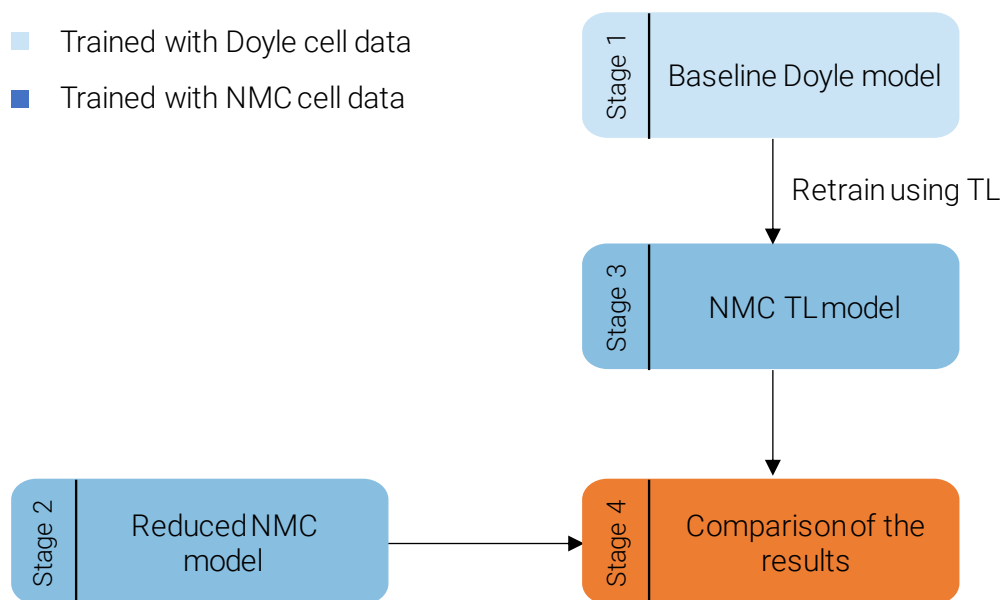 Trained with Doyle cell data
Trained with NMC cell data
Stage 1
Baseline Doyle model
Retrain using TL
Stage 3
NMC TL model
Stage 2
Reduced NMC
model
Stage 4
Comparison of the
results